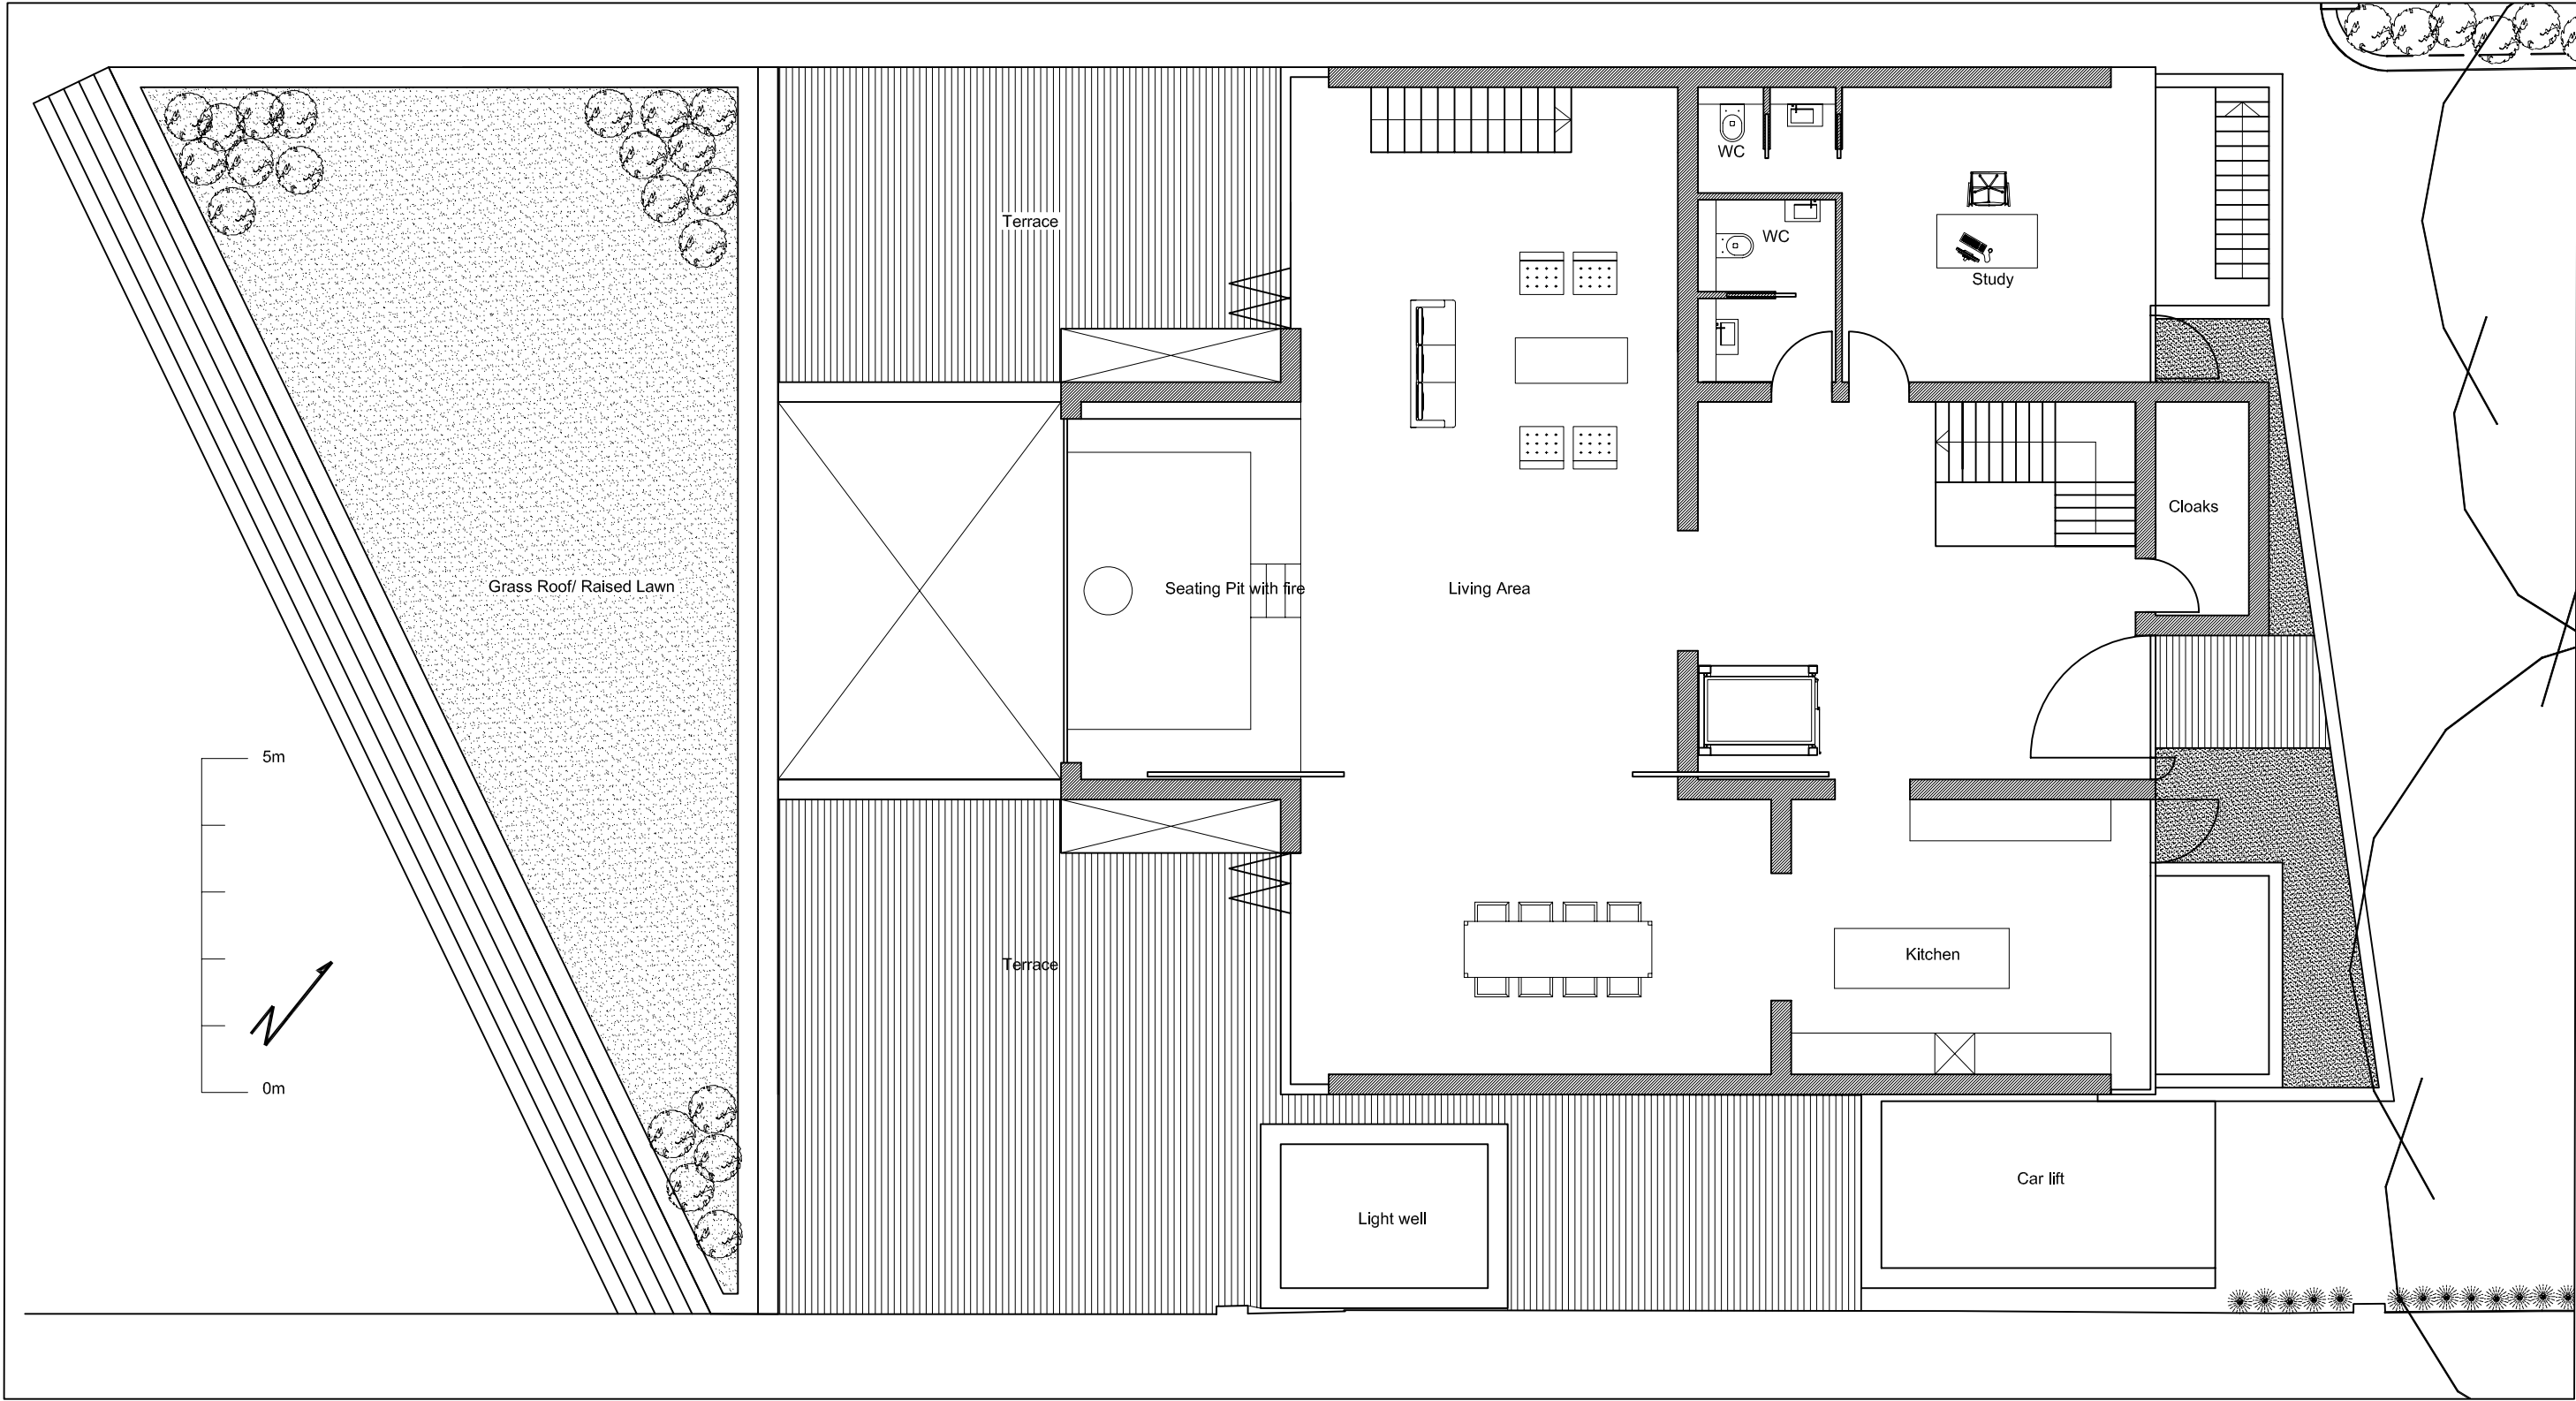 WC
Terrace
WC
Study
Cloaks
Grass Roof/ Raised Lawn
Seating Pit with fire
Living Area
5m
Kitchen
Terrace
N
0m
Car lift
Light well